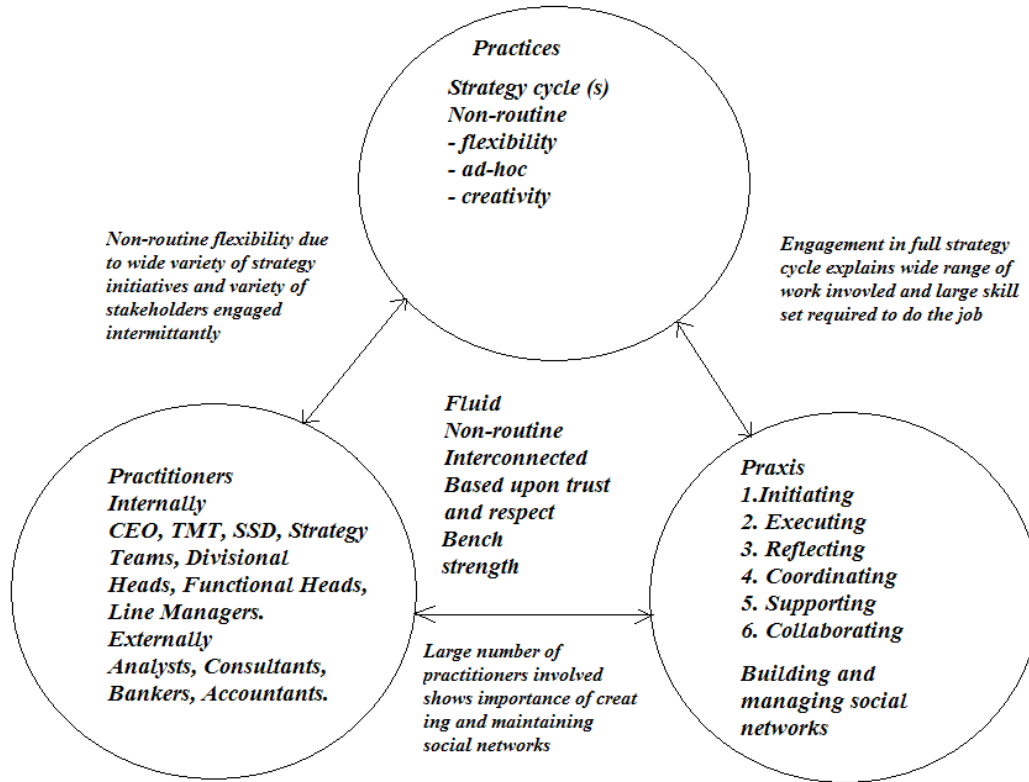 Practices
Strategy cycle (s)
Non-routine
- flexibility
- ad-hoc
- creativity
Non-routine flexibility due
to wide variety of strategy
initiatives and variety of
stakeholders engaged
intermittantly
Engagement in full strategy
cycle explains wide range of
work invovled and large skill
set required to do the job
Fluid
Non-routine
Interconnected
Based upon trust
and respect
Bench
strength
Practitioners
Internally
CEO, TMT, SSD, Strategy
Teams, Divisional
Heads, Functional Heads,
Line Managers.
Externally
Analysts, Consultants,
Bankers, Accountants.
Praxis
1.Initiating
2. Executing
3. Reflecting
4. Coordinating
5. Supporting
6. Collaborating
Building and
managing social
networks
Large number of
practitioners involved
shows importance of creat
ing and maintaining
social networks